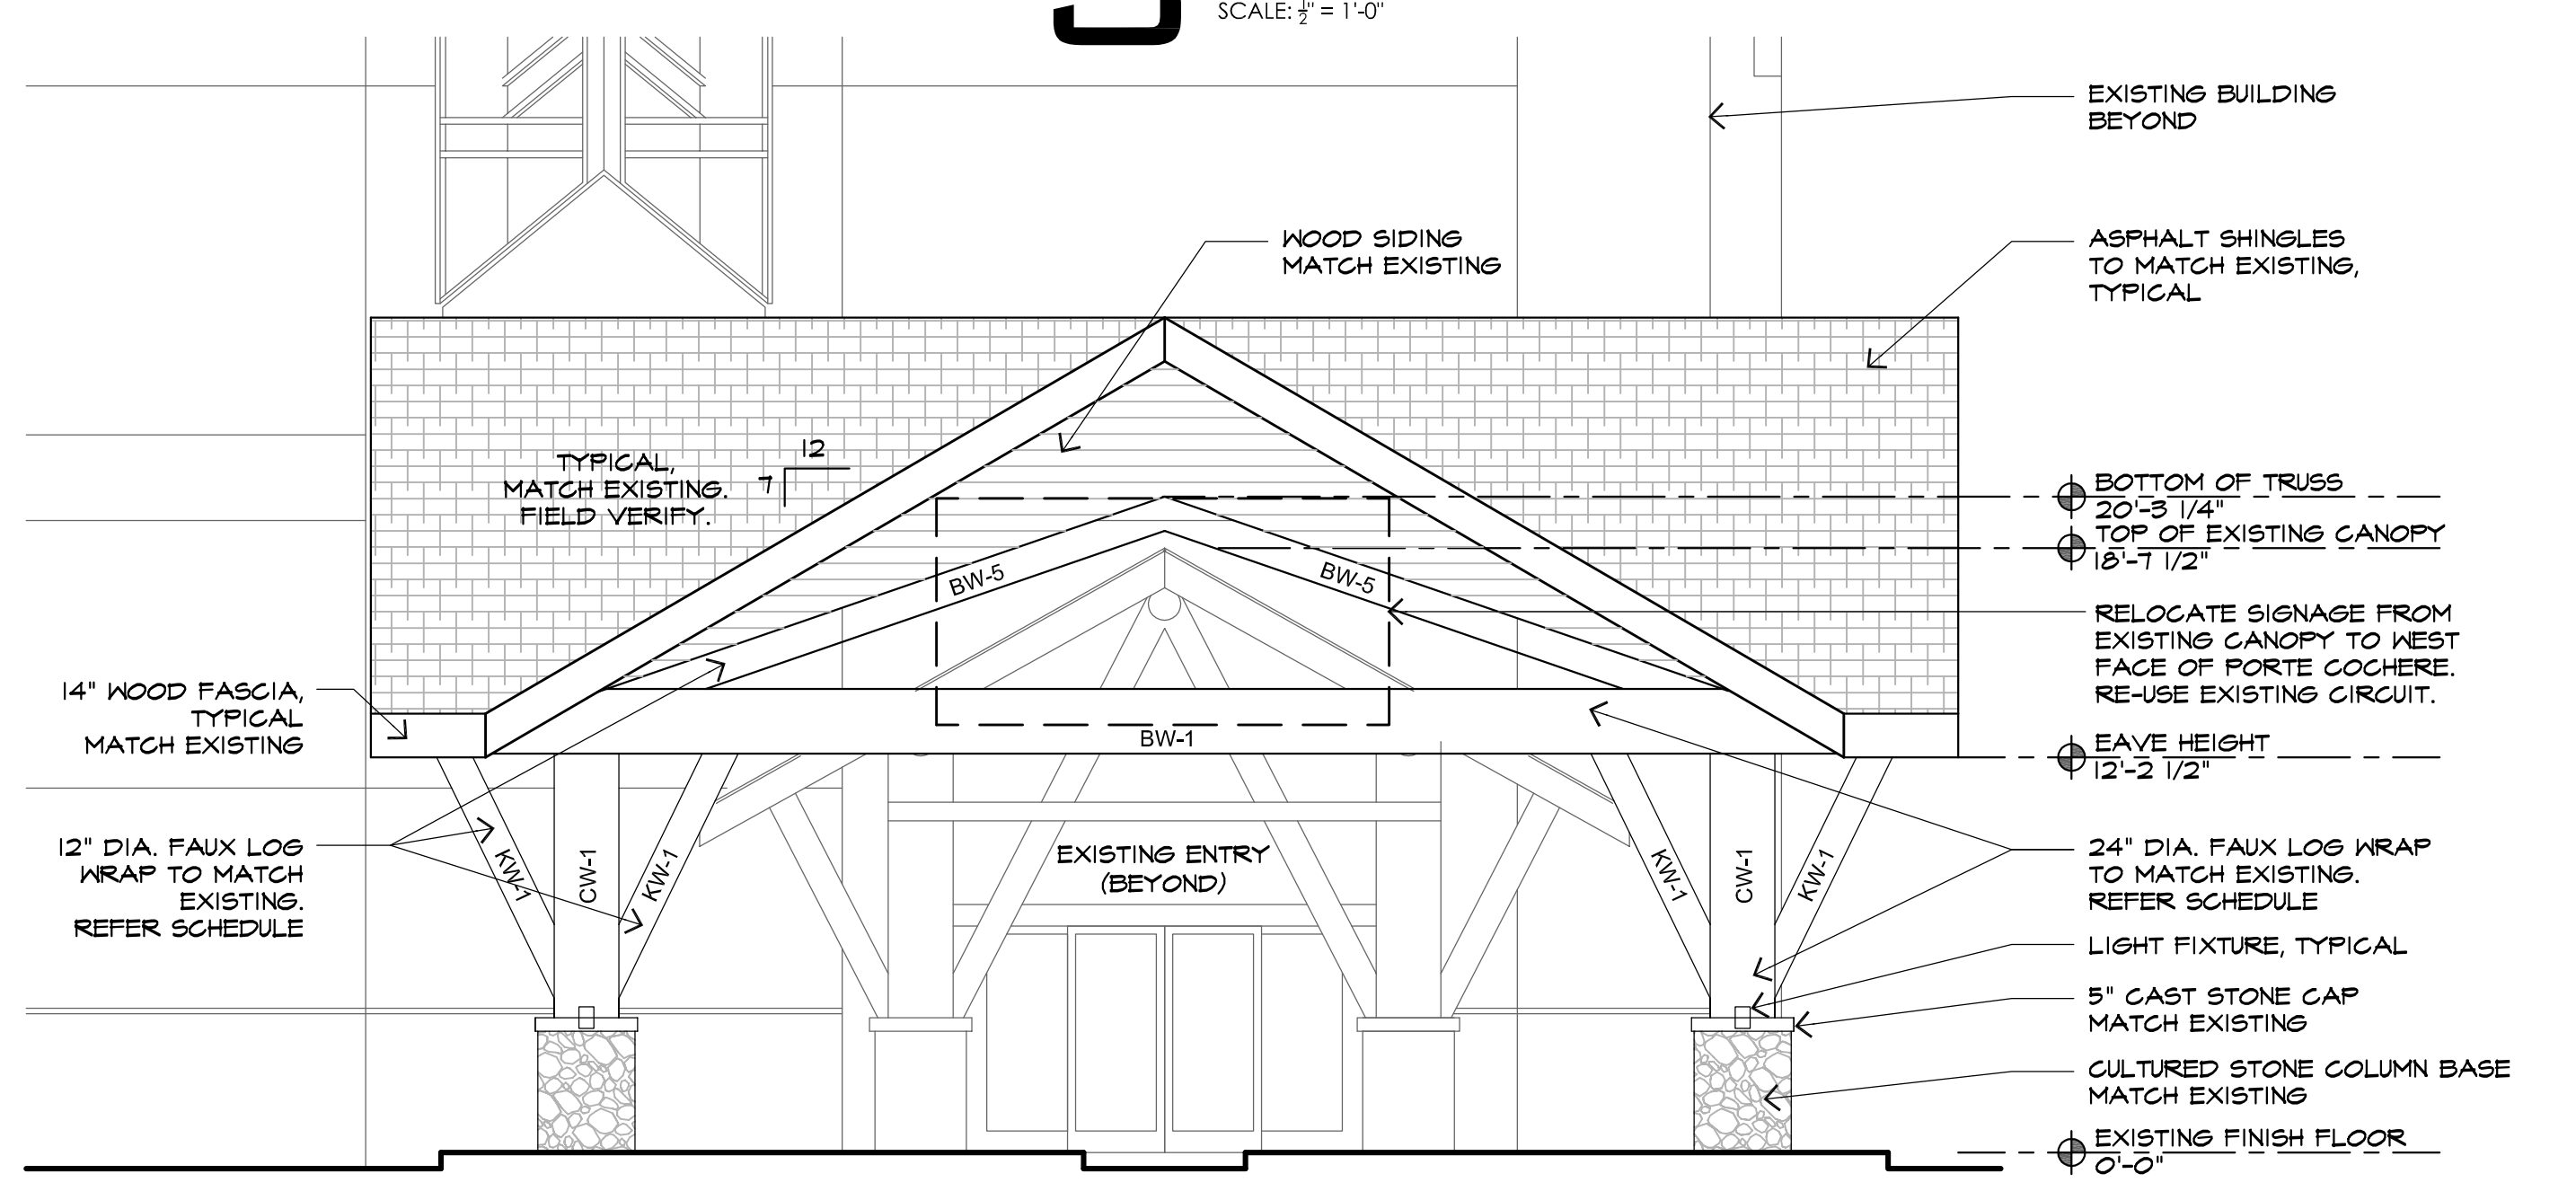 SCALE: 1/2" = 1'-0"
EXISTING BUILDING
BEYOND
WOOD SIDING
MATCH EXISTING
ASPHALT SHINGLES
TO MATCH EXISTING,
TYPICAL
12
7
TYPICAL,
MATCH EXISTING.
FIELD VERIFY.
BOTTOM OF TRUSS
20'-3 1/4"
TOP OF EXISTING CANOPY
18'-7 1/2"
BW-5
BW-5
RELOCATE SIGNAGE FROM
EXISTING CANOPY TO WEST
FACE OF PORTE COCHERE.
RE-USE EXISTING CIRCUIT.
14" WOOD FASCIA,
TYPICAL
MATCH EXISTING
BW-1
EAVE HEIGHT
12'-2 1/2"
12" DIA. FAUX LOG
WRAP TO MATCH
EXISTING.
REFER SCHEDULE
KW-1
CW-1
KW-1
EXISTING ENTRY
(BEYOND)
KW-1
CW-1
KW-1
24" DIA. FAUX LOG WRAP
TO MATCH EXISTING.
REFER SCHEDULE
LIGHT FIXTURE, TYPICAL
5" CAST STONE CAP
MATCH EXISTING
CULTURED STONE COLUMN BASE
MATCH EXISTING
EXISTING FINISH FLOOR
0'-0"